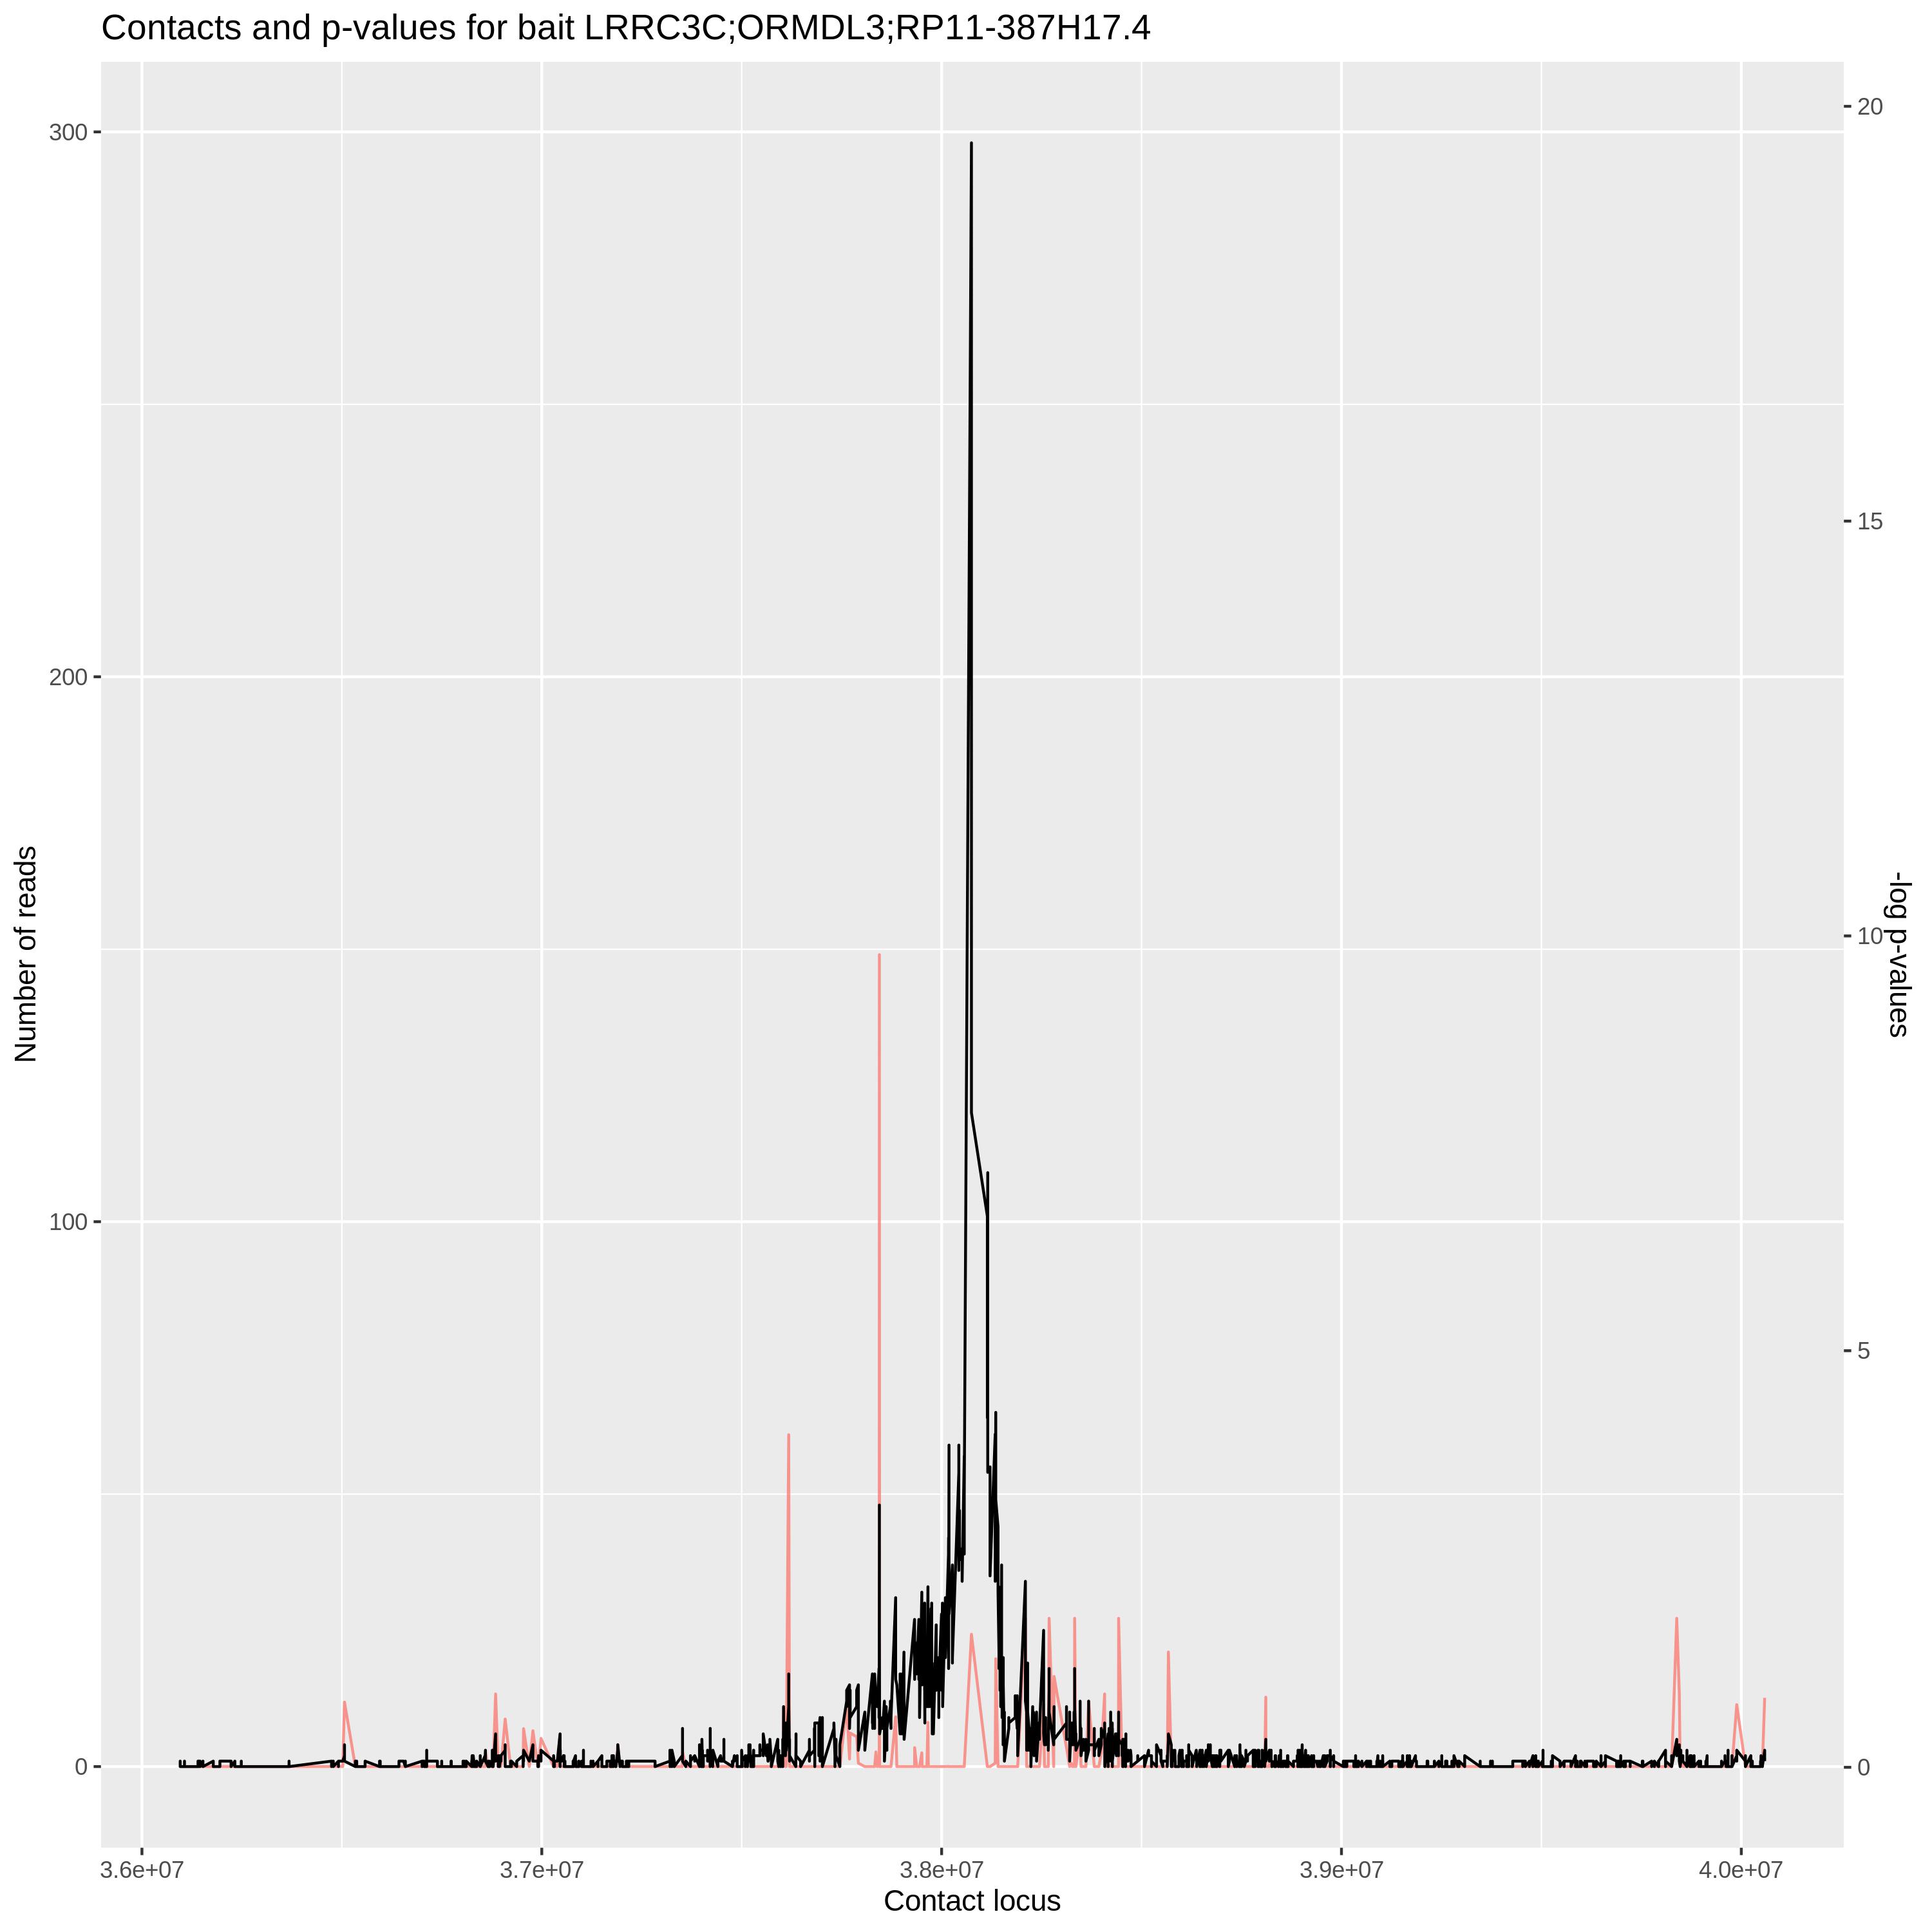 Contacts and p-values for bait LRRC3C;ORMDL3;RP11-387H17.4
300
200
100
0
Number of reads
20
15
10
5
0
-log p-values
3.6e+07
3.7e+07
3.8e+07
3.9e+07
4.0e+07
Contact locus